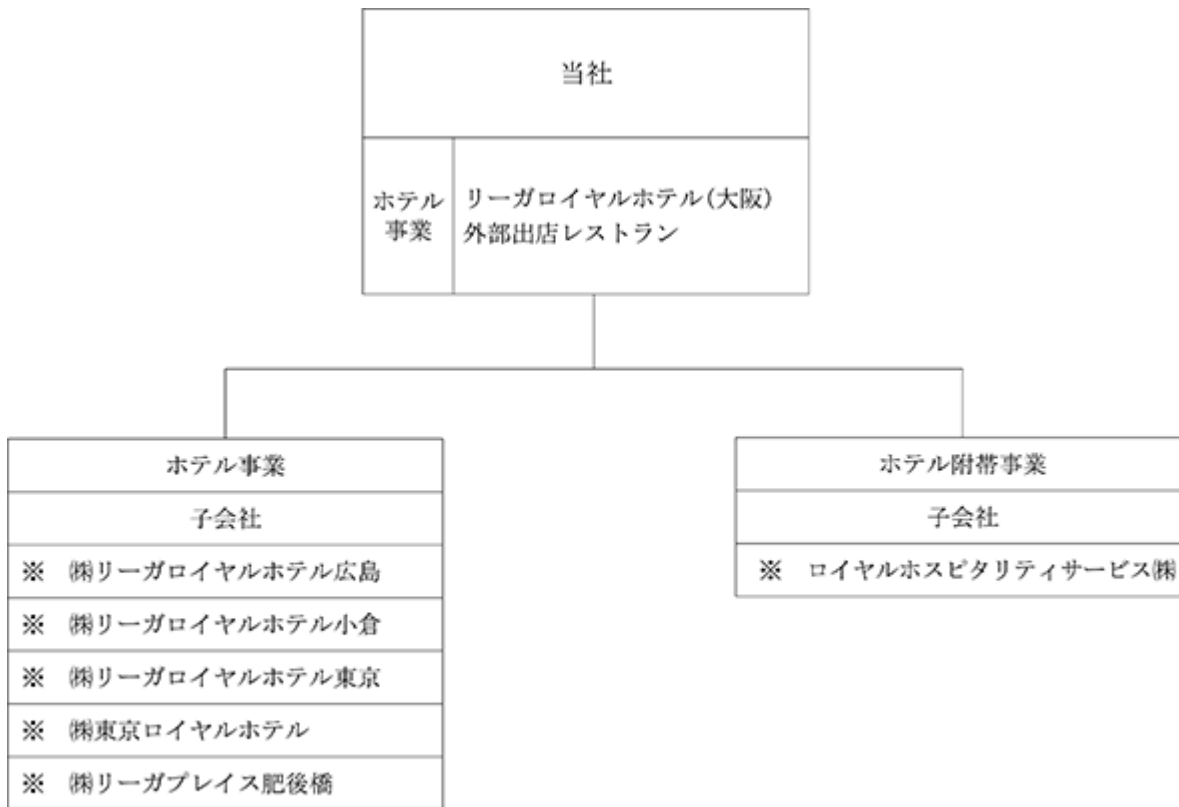 当社
ホテル
事業
リーガロイヤルホテル(大阪)
外部出店レストラン
ホテル事業
子会社
※ ㈱リーガロイヤルホテル広島
※ ㈱リーガロイヤルホテル小倉
※ ㈱リーガロイヤルホテル東京
※ ㈱東京ロイヤルホテル
※ ㈱リーガプレイス肥後橋
ホテル附帯事業
子会社
※ ロイヤルホスピタリティサービス㈱